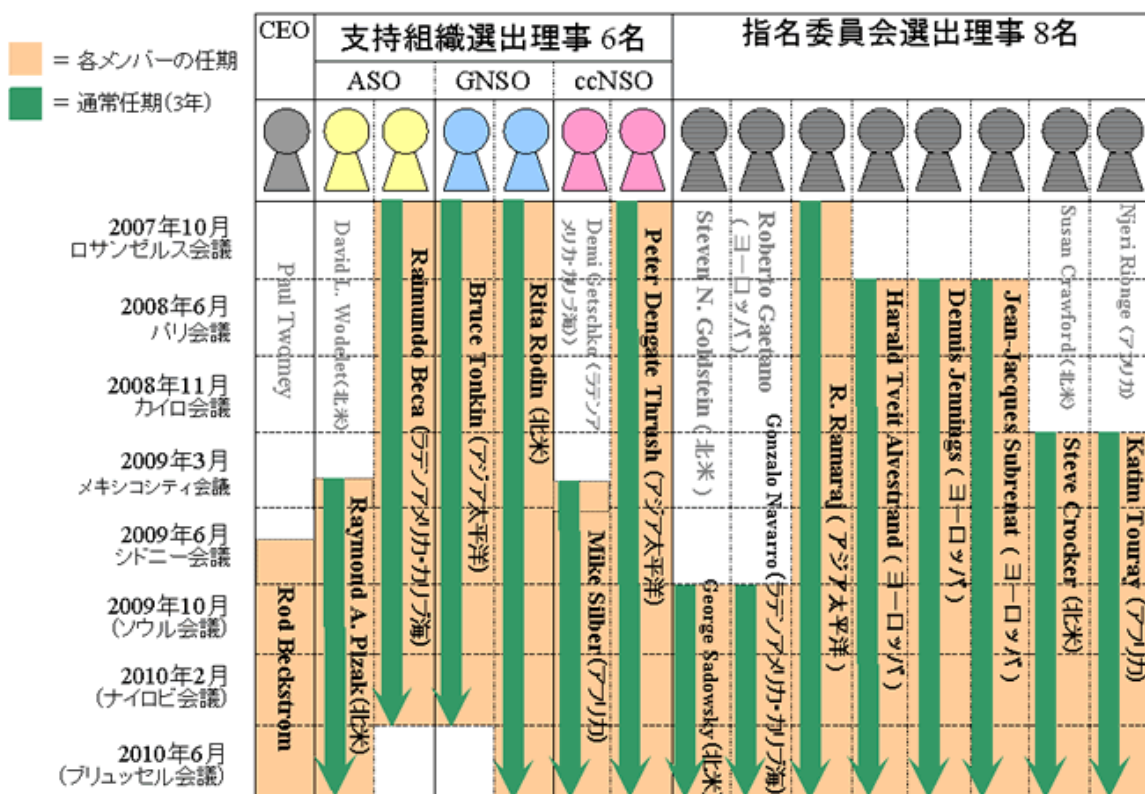 CEO
支持組織選出理事 6名
指名委員会選出理事 8名
= 各メンバーの任期
= 通常任期(3年)
ASO
GNSO
ccNSO
2007年10月
ロサンゼルス会議
2008年6月
パリ会議
2008年11月
カイロ会議
2009年3月
メキシコシティ会議
2009年6月
シドニー会議
2009年10月
(ソウル会議)
2010年2月
(ナイロビ会議)
2010年6月
(ブリュッセル会議)
Paul Twomey
Rod Beckstrom
David L. Wodelet(北米)
Raymond A. Plzak(北米)
Raimundo Beca (ラテンアメリカ・カリブ海)
Bruce Tonkin (アジア太平洋)
Rita Rodin (北米)
Demi Getschko (ラテンア
メリカ・カリブ海))
Mike Silber(アフリカ)
Peter Dengate Thrush (アジア太平洋)
Steven N. Goldstein (北米)
George Sadowsky (北米)
Roberto Gaetano
(ヨーロッパ)
Gonzalo Navarro (ラテンアメリカ・カリブ海)
R. Ramaraj (アジア太平洋)
Harald Tveit Alvestrand (ヨーロッパ)
Dennis Jennings (ヨーロッパ)
Jean-Jacques Subrenat (ヨーロッパ)
Susan Crawford (北米)
Steve Crocker (北米)
Njeri Rionge (アフリカ)
Katim Touray (アフリカ)